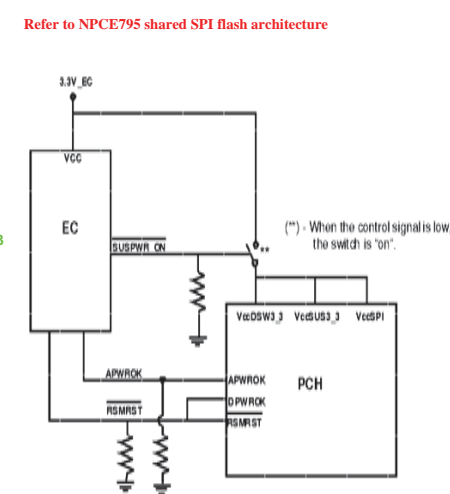 Refer to NPCE795 shared SPI flash architecture
3.3V_EC
VCC
EC
SUSPWR_ON
**
(**) - When the control signal is low,
the switch is "on".
VccDSW3_3 VccSUS3_3 VccSPI
APWROK
APWROK
PCH
DPWROK
RSMRST
RSMRST